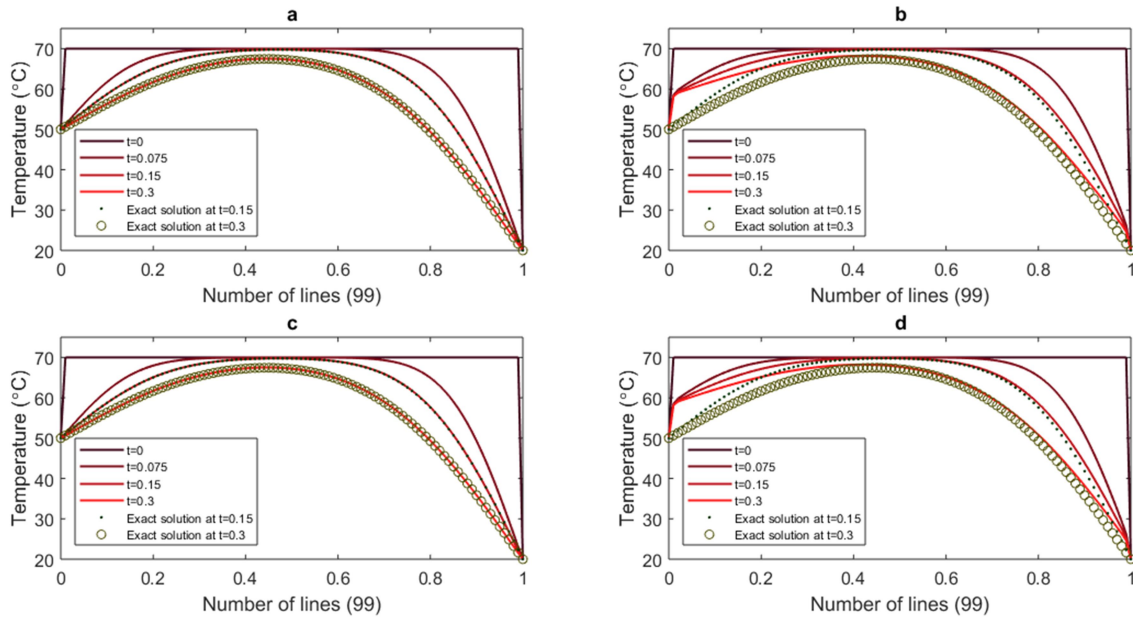 a
Temperature (°C)
70
60
50
40
30
20
t=0
t=0.075
t=0.15
t=0.3
Exact solution at t=0.15
Exact solution at t=0.3
0
0.2
0.4
0.6
0.8
1
Number of lines (99)
b
Temperature (°C)
70
60
50
40
30
20
t=0
t=0.075
t=0.15
t=0.3
Exact solution at t=0.15
Exact solution at t=0.3
0
0.2
0.4
0.6
0.8
1
Number of lines (99)
c
Temperature (°C)
70
60
50
40
30
20
t=0
t=0.075
t=0.15
t=0.3
Exact solution at t=0.15
Exact solution at t=0.3
0
0.2
0.4
0.6
0.8
1
Number of lines (99)
d
Temperature (°C)
70
60
50
40
30
20
t=0
t=0.075
t=0.15
t=0.3
Exact solution at t=0.15
Exact solution at t=0.3
0
0.2
0.4
0.6
0.8
1
Number of lines (99)